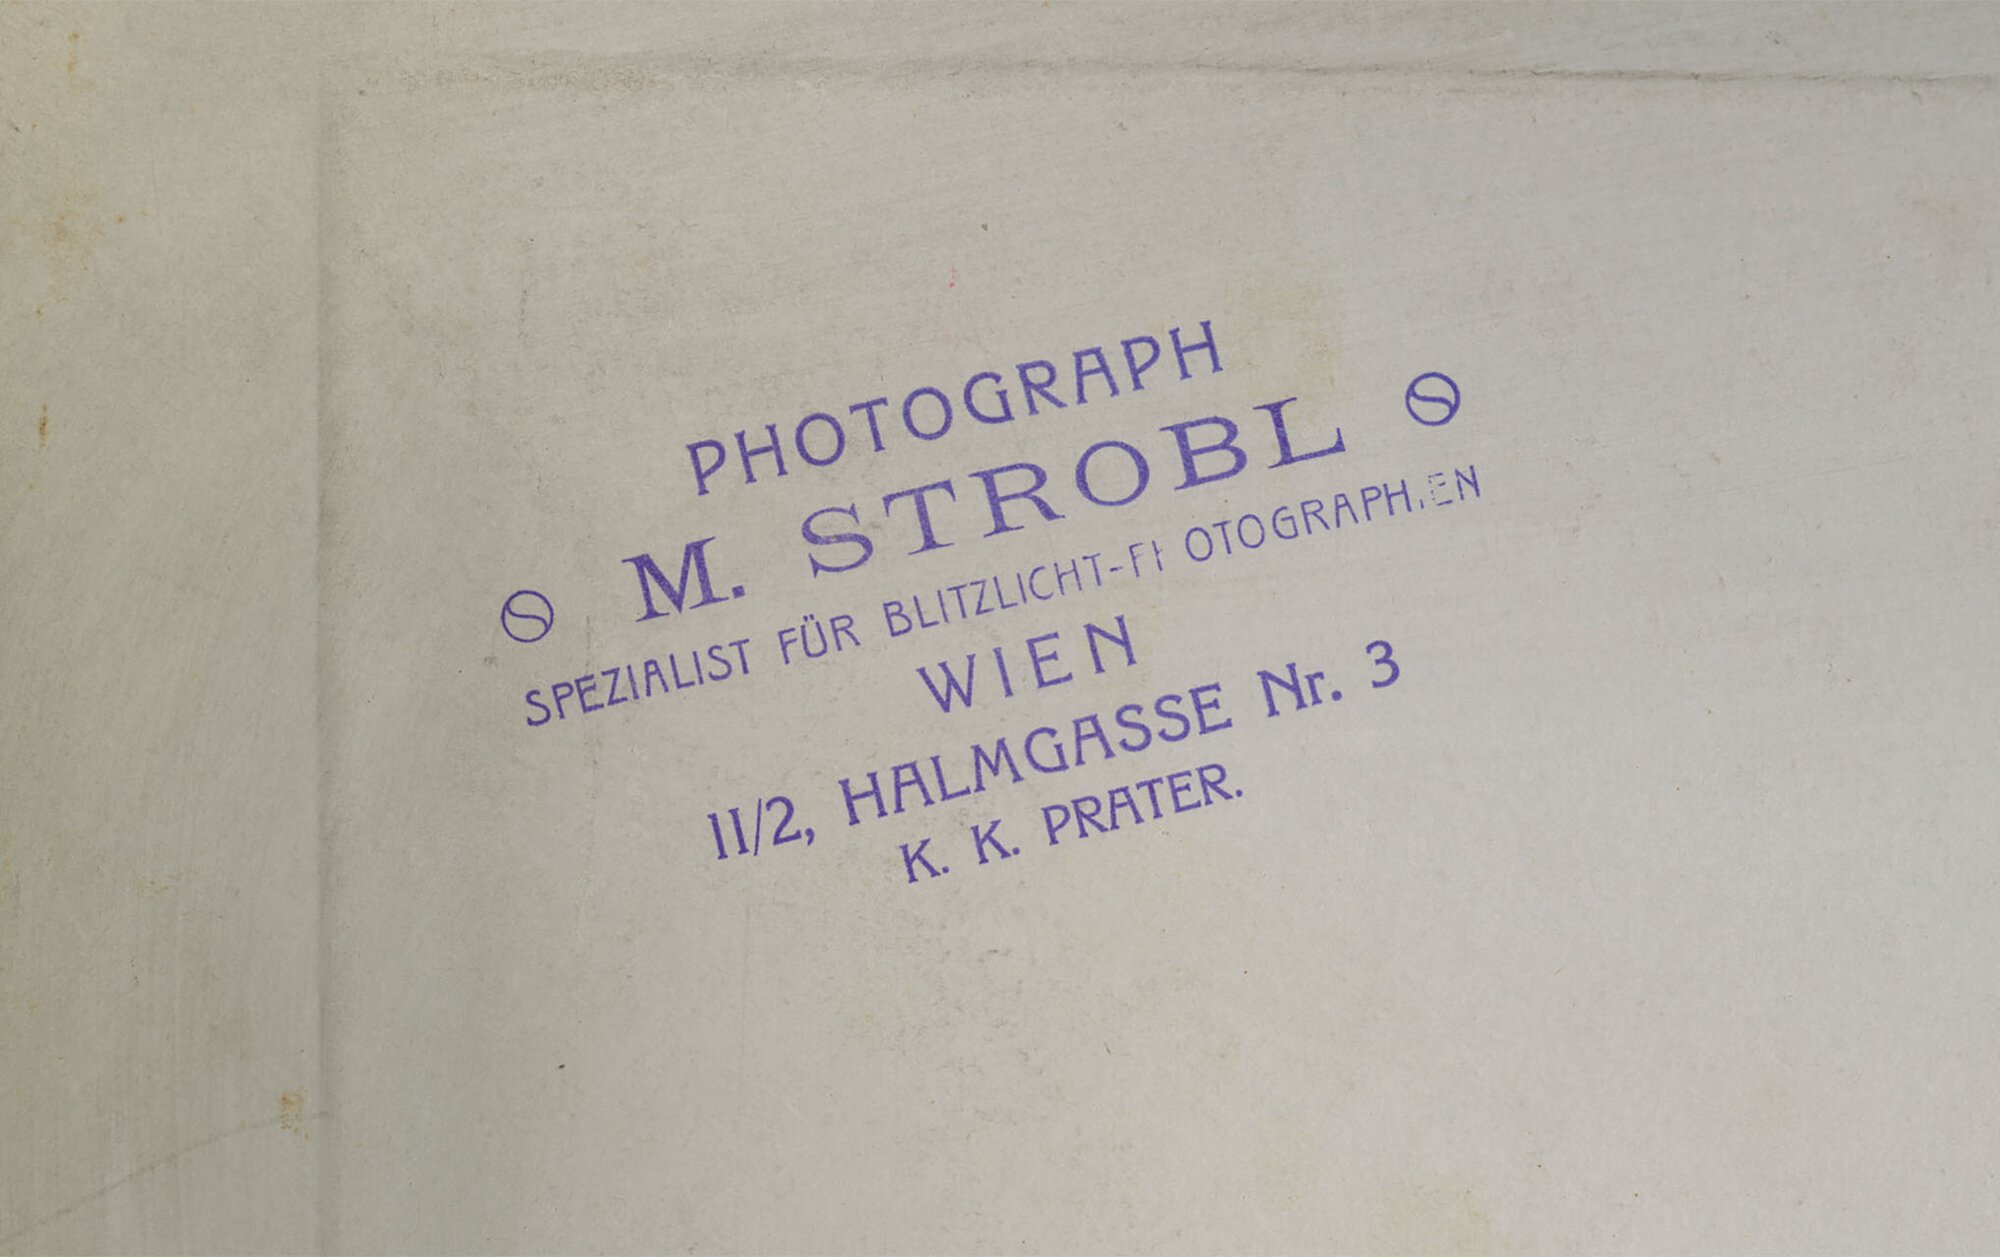 PHOTOGRAPH
M. STROBL
SPEZIALIST FÜR BLITZLICHT-PHOTOGRAPHIEN
WIEN
II/2, HALMGASSE Nr. 3
K. K. PRATER.